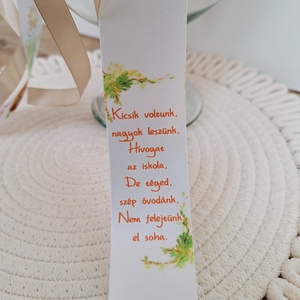 Kicsik voltunk,
nagyok leszünk,
Hívogat
az iskola,
De téged,
szép óvodánk,
Nem felejtünk
el soha.